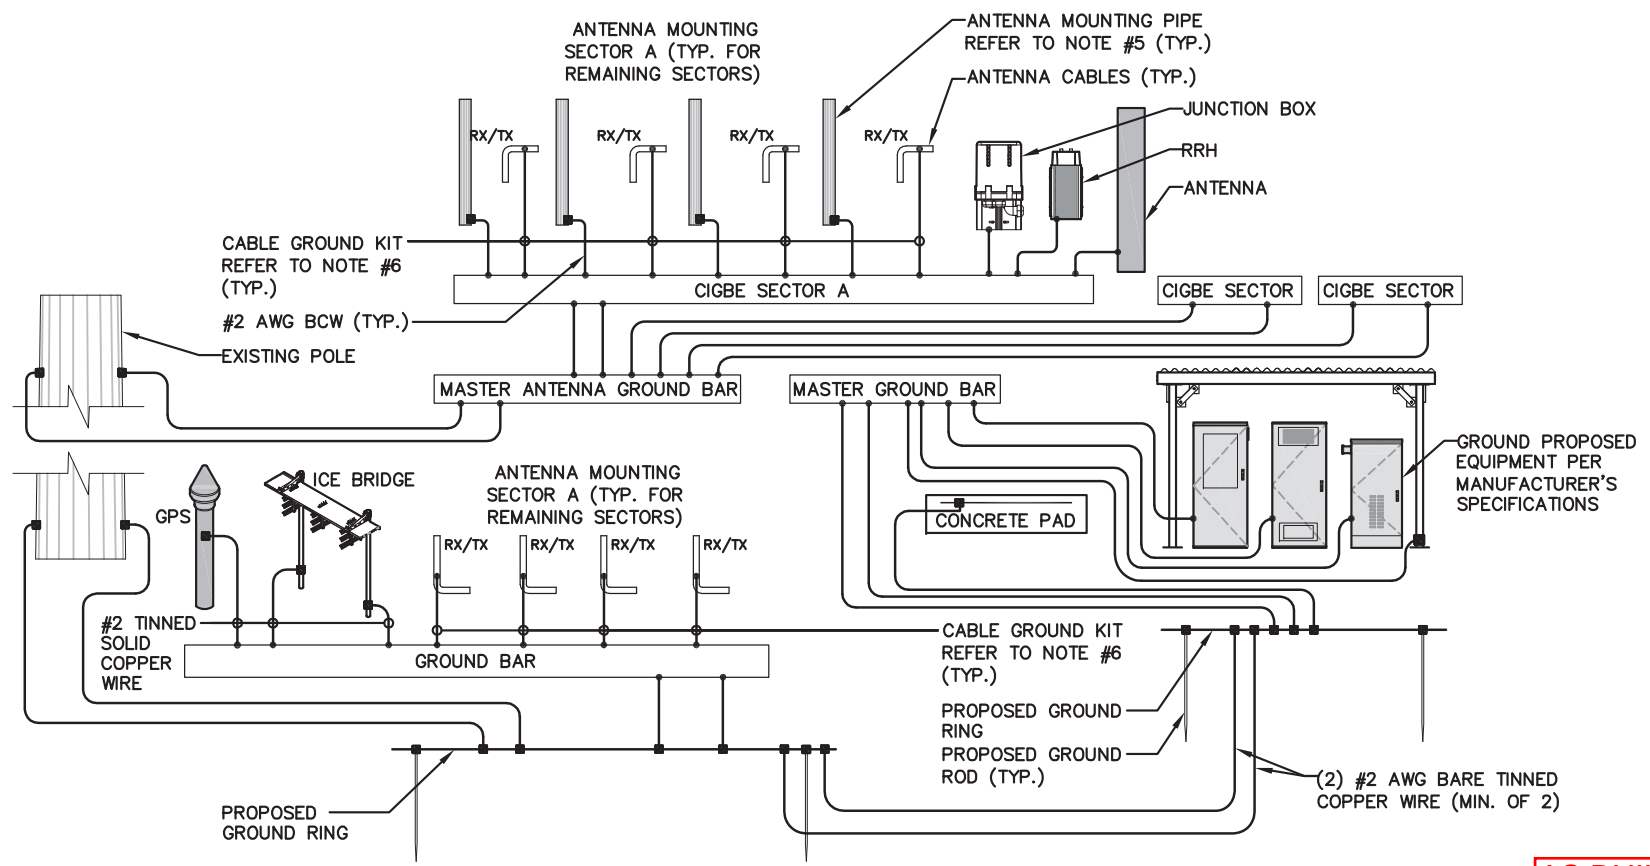 ANTENNA MOUNTING
SECTOR A (TYP. FOR
REMAINING SECTORS)
ANTENNA MOUNTING PIPE
REFER TO NOTE #5 (TYP.)
ANTENNA CABLES (TYP.)
JUNCTION BOX
RRH
ANTENNA
RX/TX
RX/TX
RX/TX
RX/TX
CABLE GROUND KIT
REFER TO NOTE #6
(TYP.)
#2 AWG BCW (TYP.)
EXISTING POLE
CIGBE SECTOR A
CIGBE SECTOR
CIGBE SECTOR
MASTER ANTENNA GROUND BAR
MASTER GROUND BAR
GROUND PROPOSED
EQUIPMENT PER
MANUFACTURER'S
SPECIFICATIONS
CONCRETE PAD
GPS
ICE BRIDGE
ANTENNA MOUNTING
SECTOR A (TYP. FOR
REMAINING SECTORS)
RX/TX
RX/TX
RX/TX
RX/TX
#2 TINNED
SOLID
COPPER
WIRE
GROUND BAR
CABLE GROUND KIT
REFER TO NOTE #6
(TYP.)
PROPOSED GROUND
RING
PROPOSED GROUND
ROD (TYP.)
(2) #2 AWG BARE TINNED
COPPER WIRE (MIN. OF 2)
PROPOSED
GROUND RING